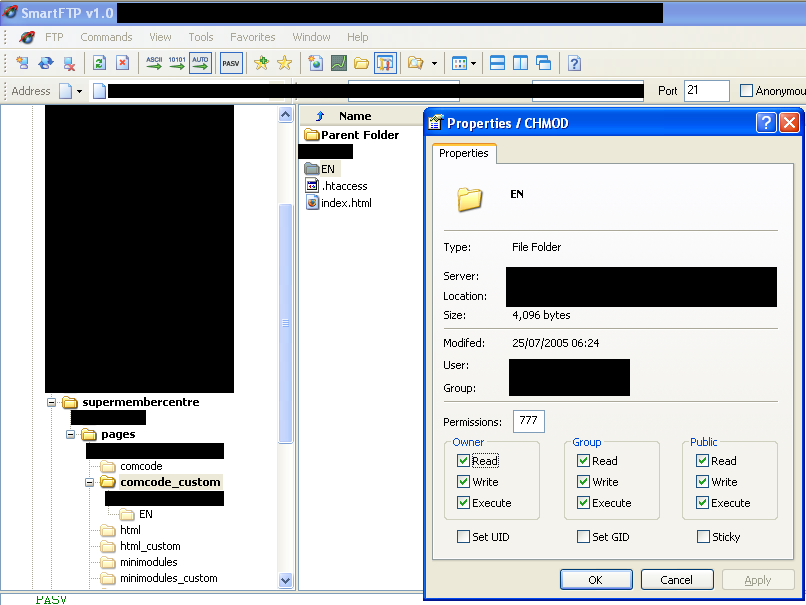 SmartFTP v1.0
FTP Commands View Tools Favorites Window Help
ASCII 10101 AUTO PASV
Address Port 21 Anonymou
Name
Parent Folder
EN
.htaccess
index.html
supermembercentre
pages
comcode
comcode_custom
EN
html
html_custom
minimodules
minimodules_custom
PASV
Properties / CHMOD
Properties
EN
Type: File Folder
Server:
Location:
Size: 4,096 bytes
Modifed: 25/07/2005 06:24
User:
Group:
Permissions: 777
Owner Group Public
Read Read Read
Write Write Write
Execute Execute Execute
Set UID Set GID Sticky
OK Cancel Apply